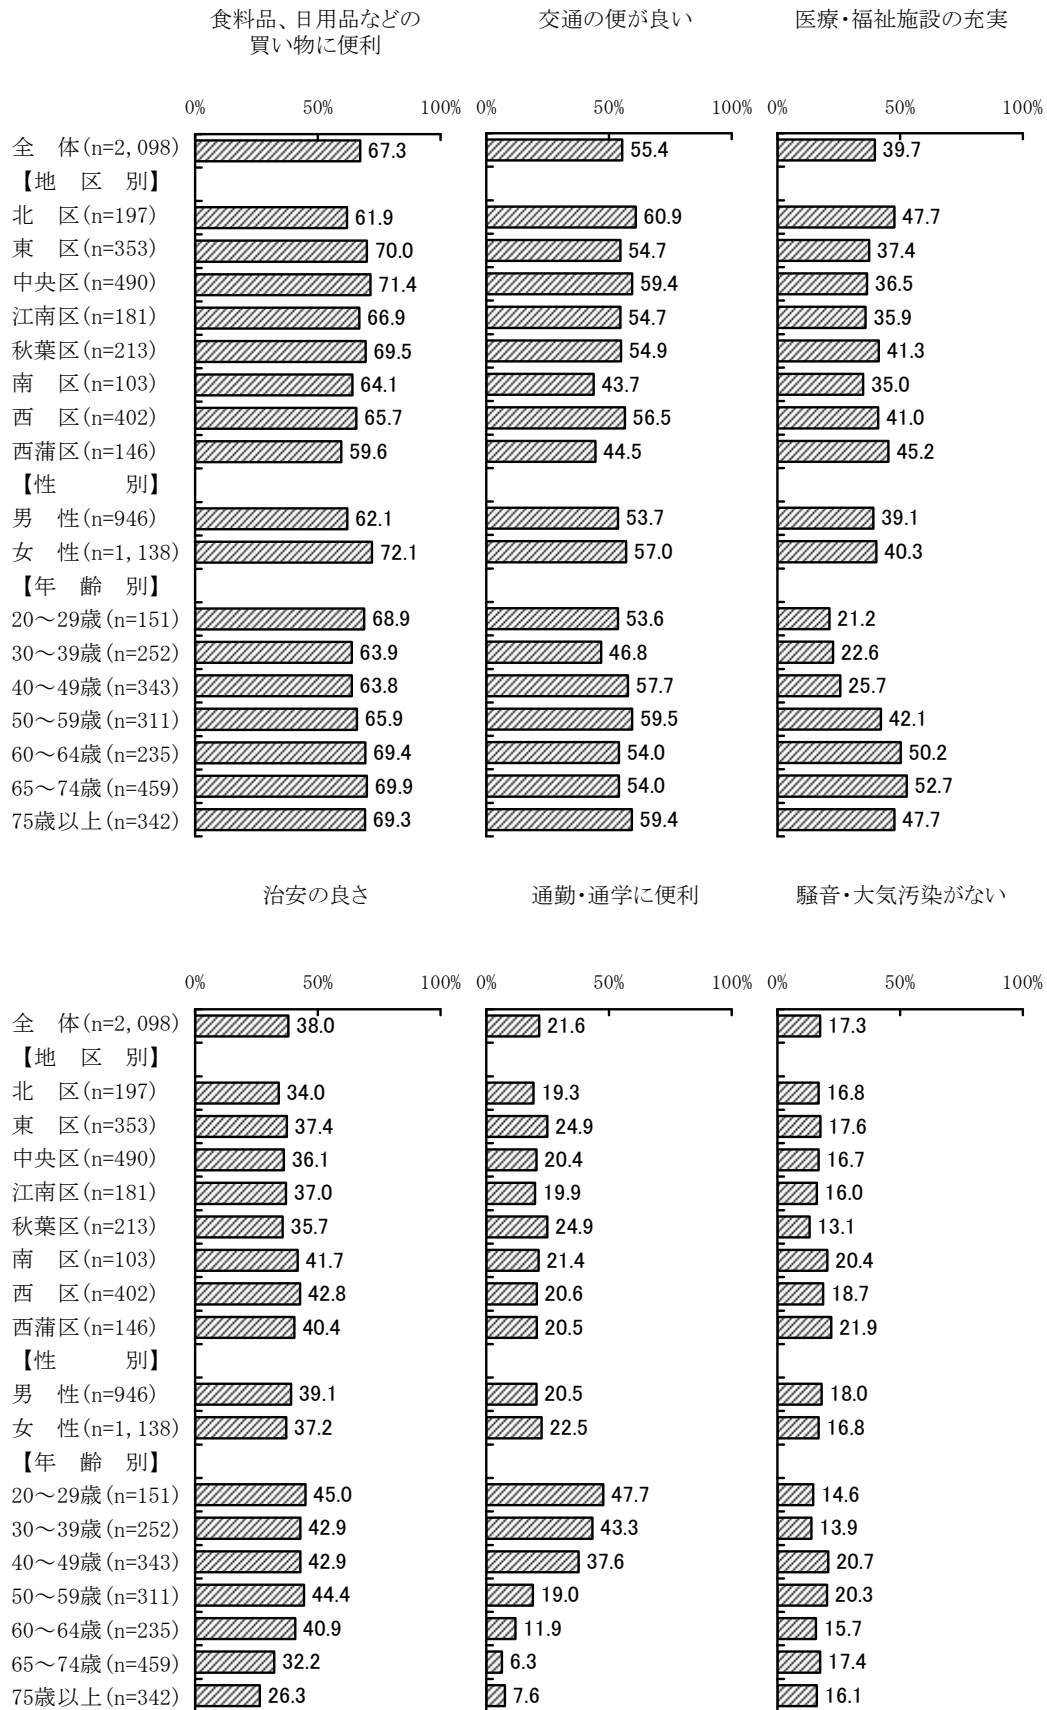 食料品、日用品などの 交通の便が良い 医療・福祉施設の充実
買い物に便利
0% 50% 100% 0% 50% 100% 0% 50% 100%
全 体(n=2,098) 67.3 55.4 39.7
【地 区 別】
北 区(n=197) 61.9 60.9 47.7
東 区(n=353) 70.0 54.7 37.4
中央区(n=490) 71.4 59.4 36.5
江南区(n=181) 66.9 54.7 35.9
秋葉区(n=213) 69.5 54.9 41.3
南 区(n=103) 64.1 43.7 35.0
西 区(n=402) 65.7 56.5 41.0
西蒲区(n=146) 59.6 44.5 45.2
【性 別】
男 性(n=946) 62.1 53.7 39.1
女 性(n=1,138) 72.1 57.0 40.3
【年 齢 別】
20～29歳(n=151) 68.9 53.6 21.2
30～39歳(n=252) 63.9 46.8 22.6
40～49歳(n=343) 63.8 57.7 25.7
50～59歳(n=311) 65.9 59.5 42.1
60～64歳(n=235) 69.4 54.0 50.2
65～74歳(n=459) 69.9 54.0 52.7
75歳以上(n=342) 69.3 59.4 47.7
治安の良さ 通勤・通学に便利 騒音・大気汚染がない
0% 50% 100% 0% 50% 100% 0% 50% 100%
全 体(n=2,098) 38.0 21.6 17.3
【地 区 別】
北 区(n=197) 34.0 19.3 16.8
東 区(n=353) 37.4 24.9 17.6
中央区(n=490) 36.1 20.4 16.7
江南区(n=181) 37.0 19.9 16.0
秋葉区(n=213) 35.7 24.9 13.1
南 区(n=103) 41.7 21.4 20.4
西 区(n=402) 42.8 20.6 18.7
西蒲区(n=146) 40.4 20.5 21.9
【性 別】
男 性(n=946) 39.1 20.5 18.0
女 性(n=1,138) 37.2 22.5 16.8
【年 齢 別】
20～29歳(n=151) 45.0 47.7 14.6
30～39歳(n=252) 42.9 43.3 13.9
40～49歳(n=343) 42.9 37.6 20.7
50～59歳(n=311) 44.4 19.0 20.3
60～64歳(n=235) 40.9 11.9 15.7
65～74歳(n=459) 32.2 6.3 17.4
75歳以上(n=342) 26.3 7.6 16.1